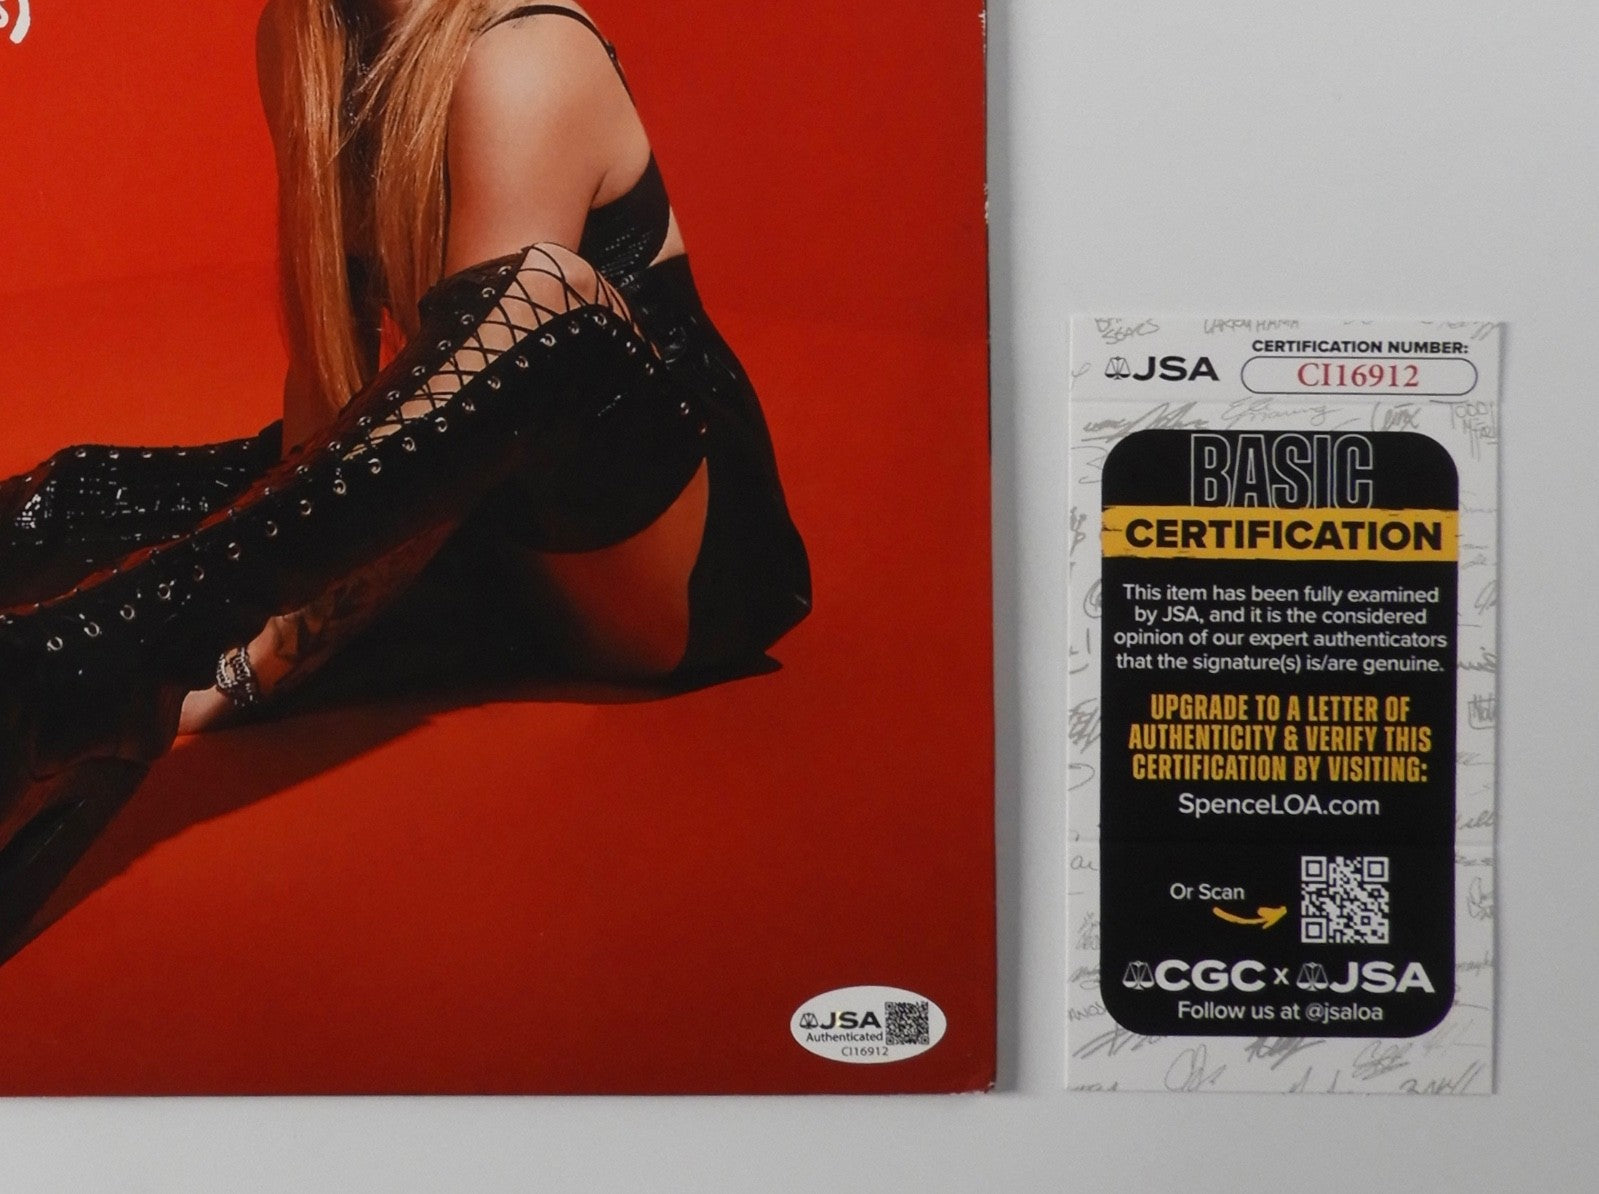 s)
JSA
CERTIFICATION NUMBER:
CI16912
BASIC
CERTIFICATION
This item has been fully examined
by JSA, and it is the considered
opinion of our expert authenticators
that the signature(s) is/are genuine.
UPGRADE TO A LETTER OF
AUTHENTICITY & VERIFY THIS
CERTIFICATION BY VISITING:
SpenceLOA.com
Or Scan
CGC x JSA
Follow us at @jsaloa
JSA
Authenticated
CI16912